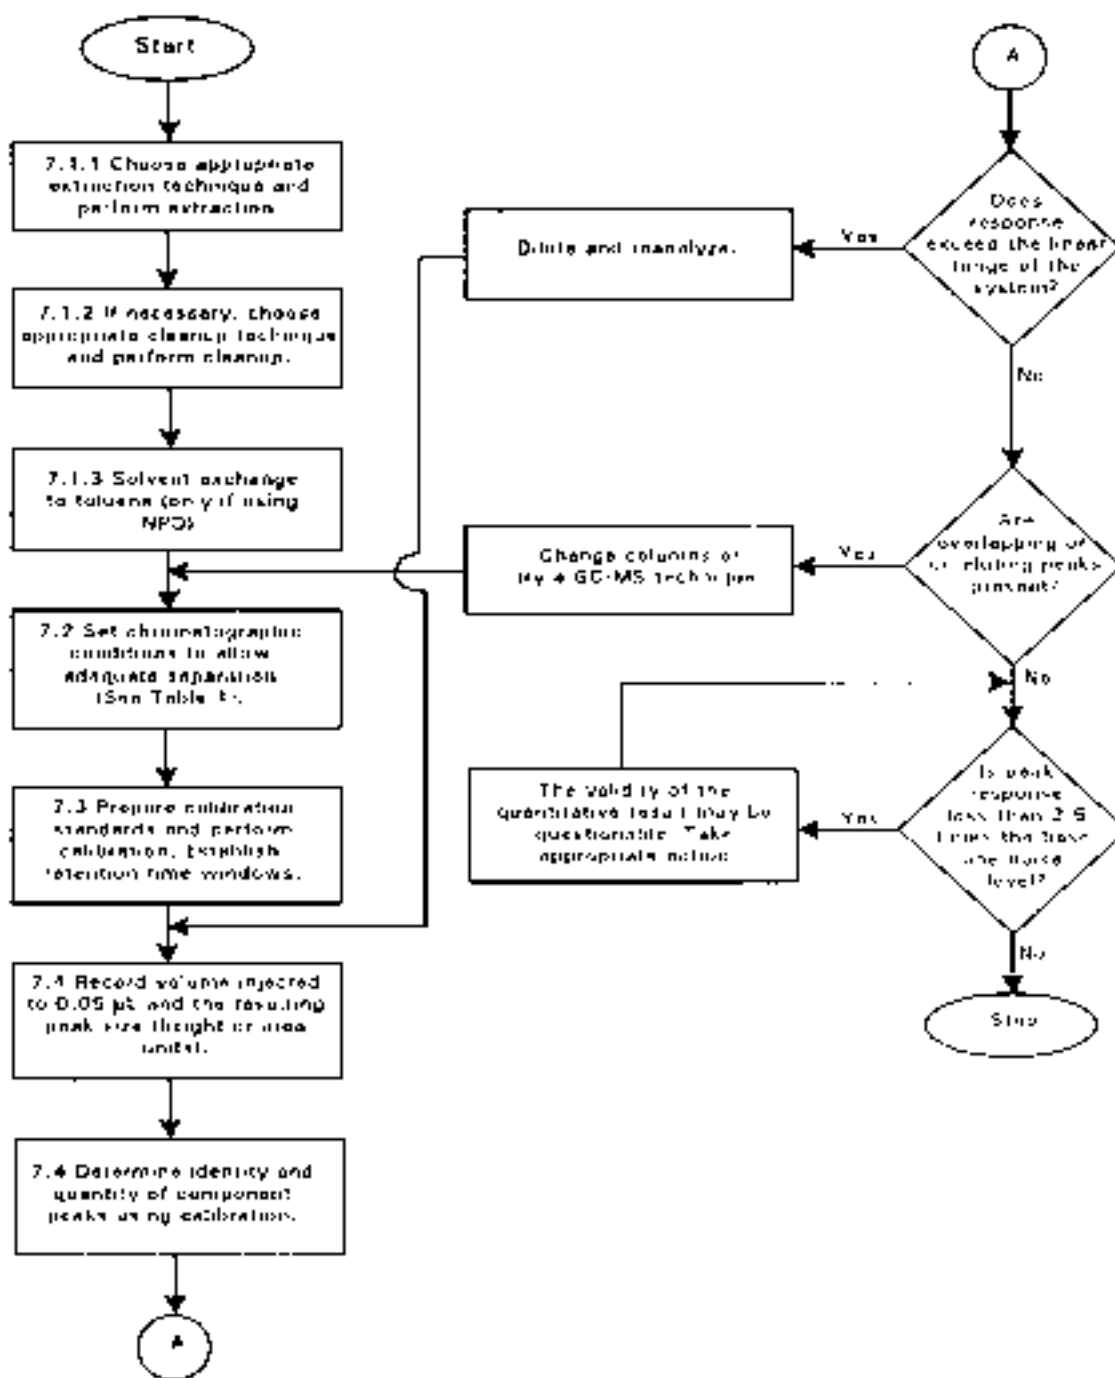 Start
7.1.1 Choose appropriate
extraction technique and
perform extraction
7.1.2 If necessary, choose
appropriate cleanup technique
and perform cleanup.
7.1.3 Solvent exchange
to toluene (only if using
NPD)
7.2 Set chromatographic
conditions to allow
adequate separation
(See Table
7.3 Prepare calibration
standards and perform
calibration. Establish
retention time windows.
7.4 Record volume injected
to 0.05 µL and the resulting
peak size (height or area
units).
7.4 Determine identity and
quantity of component
peaks using calibration.
A
A
Does
response
exceed the linear
range of the
system?
Yes
Dilute and reanalyze.
No
Are
overlapping or
peaks
present?
Yes
Change columns or
try a GC-MS technique
No
Is peak
response
less than 2.5
times the base
noise
level?
Yes
The validity of the
quantitative result may be
questionable. Take
appropriate action
No
Stop